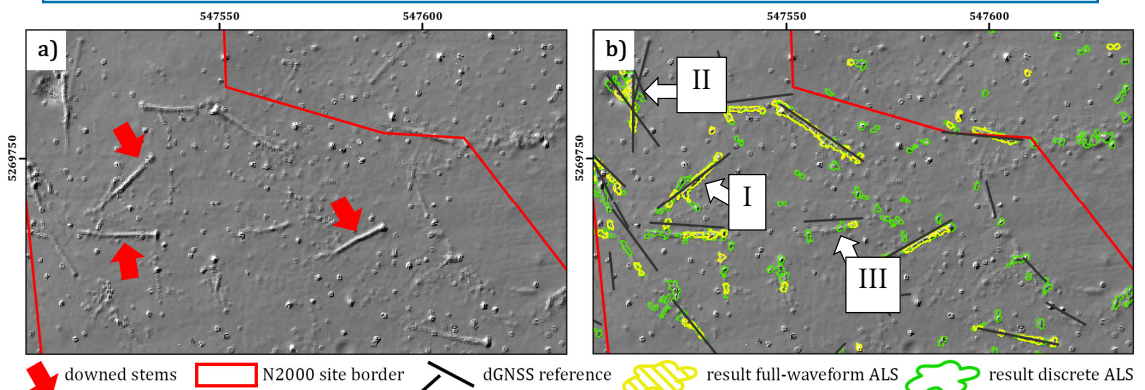 547550 547600 547550 547600
a) b)
II
5269750 5269750
I
III
downed stems N2000 site border dGNSS reference result full-waveform ALS result discrete ALS